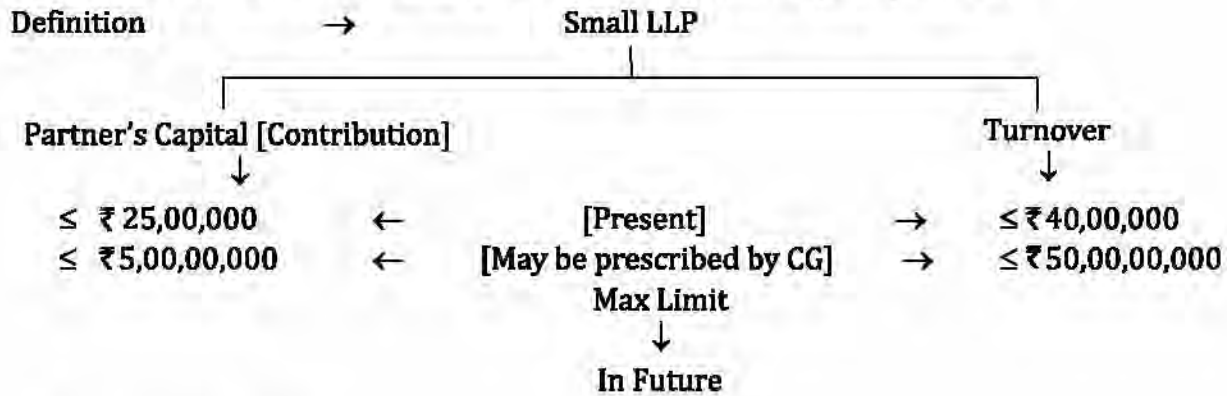 Definition → Small LLP
Partner's Capital [Contribution] Turnover
↓ ↓
≤ ₹ 25,00,000 ← [Present] → ≤ ₹40,00,000
≤ ₹5,00,00,000 ← [May be prescribed by CG] → ≤ ₹50,00,00,000
Max Limit
↓
In Future